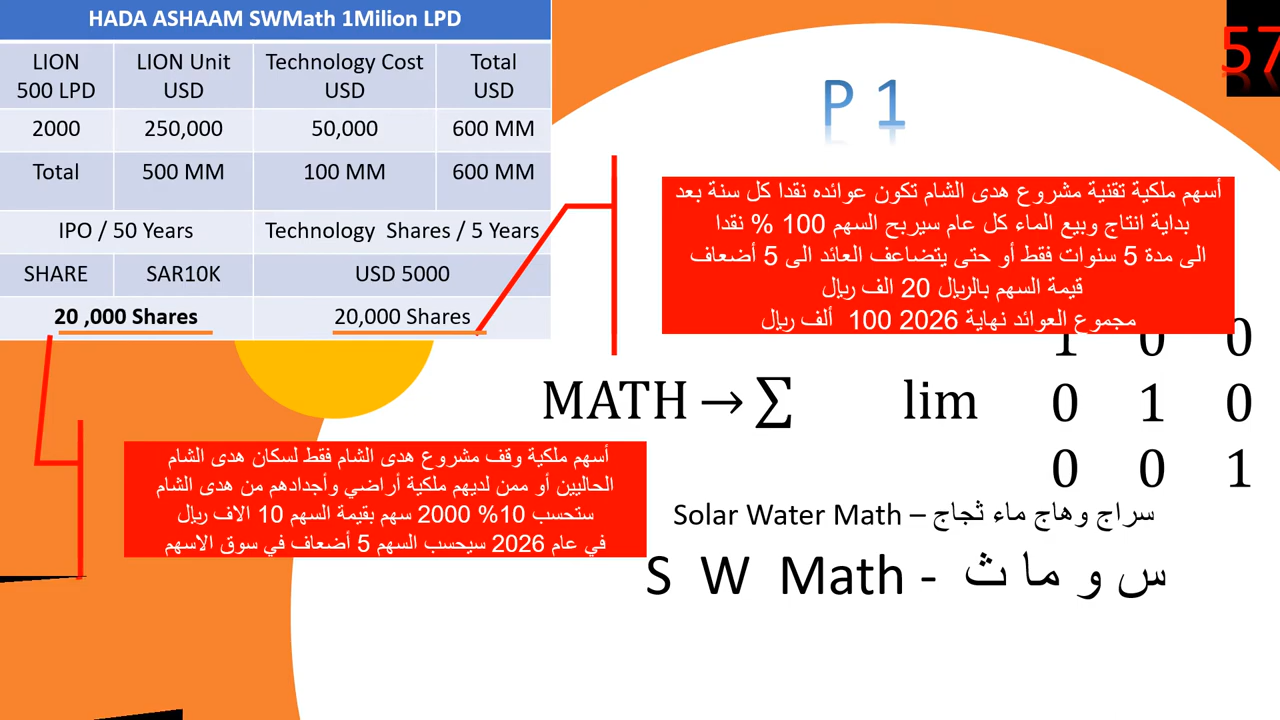 HADA ASHAAM SWMath 1Milion LPD
LION 500 LPD | LION Unit USD | Technology Cost USD | Total USD
2000 | 250,000 | 50,000 | 600 MM
Total | 500 MM | 100 MM | 600 MM
IPO / 50 Years | Technology Shares / 5 Years
SHARE | SAR10K | USD 5000
20 ,000 Shares | 20,000 Shares
57
P 1
أسهم ملكية تقنية مشروع هدى الشام تكون عوائده نقدا كل سنة بعد
بداية انتاج وبيع الماء كل عام سيربح السهم 100 % نقدا
الى مدة 5 سنوات فقط أو حتى يتضاعف العائد الى 5 أضعاف
قيمة السهم بالريال 20 الف ريال
مجموع العوائد نهاية 2026 100 ألف ريال
1 0 0
MATH → ∑ lim 0 1 0
0 0 1
أسهم ملكية وقف مشروع هدى الشام فقط لسكان هدى الشام
الحاليين أو ممن لديهم ملكية أراضي وأجدادهم من هدى الشام
ستحسب 10% 2000 سهم بقيمة السهم 10 الاف ريال
في عام 2026 سيحسب السهم 5 أضعاف في سوق الاسهم
Solar Water Math – سراج وهاج ماء ثجاج
S W Math - س و ما ث